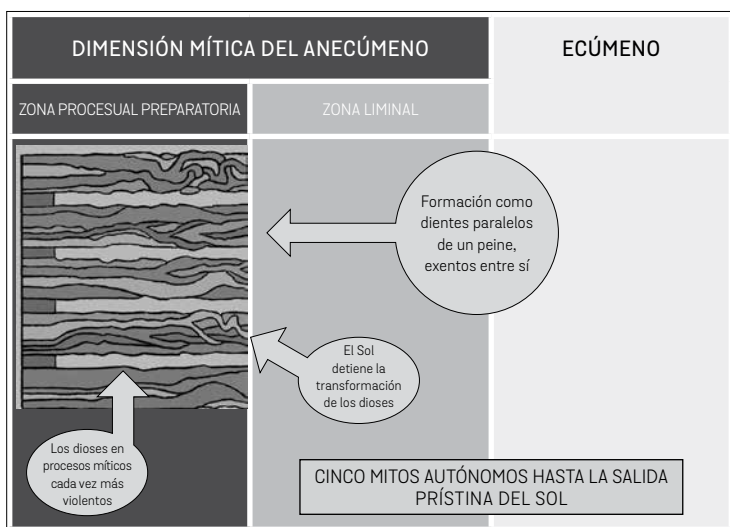 DIMENSIÓN MÍTICA DEL ANECÚMENO
ECÚMENO
ZONA PROCESUAL PREPARATORIA
ZONA LIMINAL
Formación como
dientes paralelos
de un peine,
exentos entre sí
El Sol
detiene la
transformación
de los dioses
Los dioses en
procesos míticos
cada vez más
violentos
CINCO MITOS AUTÓNOMOS HASTA LA SALIDA
PRÍSTINA DEL SOL